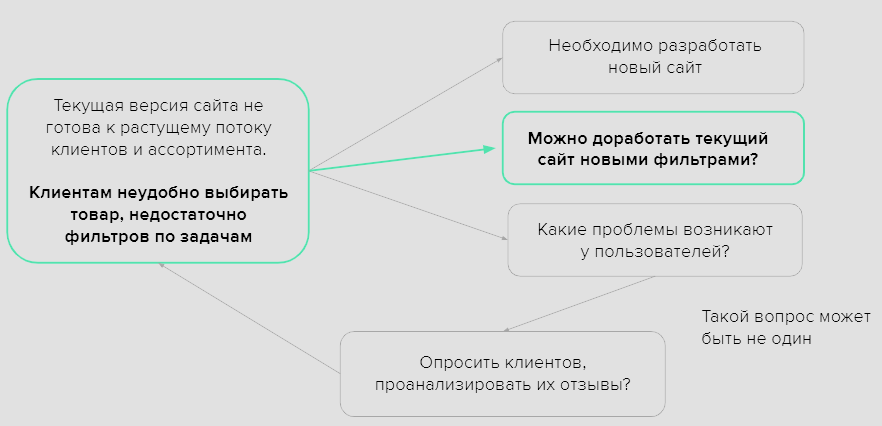 Необходимо разработать
новый сайт
Текущая версия сайта не
готова к растущему потоку
клиентов и ассортимента.
Клиентам неудобно выбирать
товар, недостаточно
фильтров по задачам
Можно доработать текущий
сайт новыми фильтрами?
Какие проблемы возникают
у пользователей?
Такой вопрос может
быть не один
Опросить клиентов,
проанализировать их отзывы?